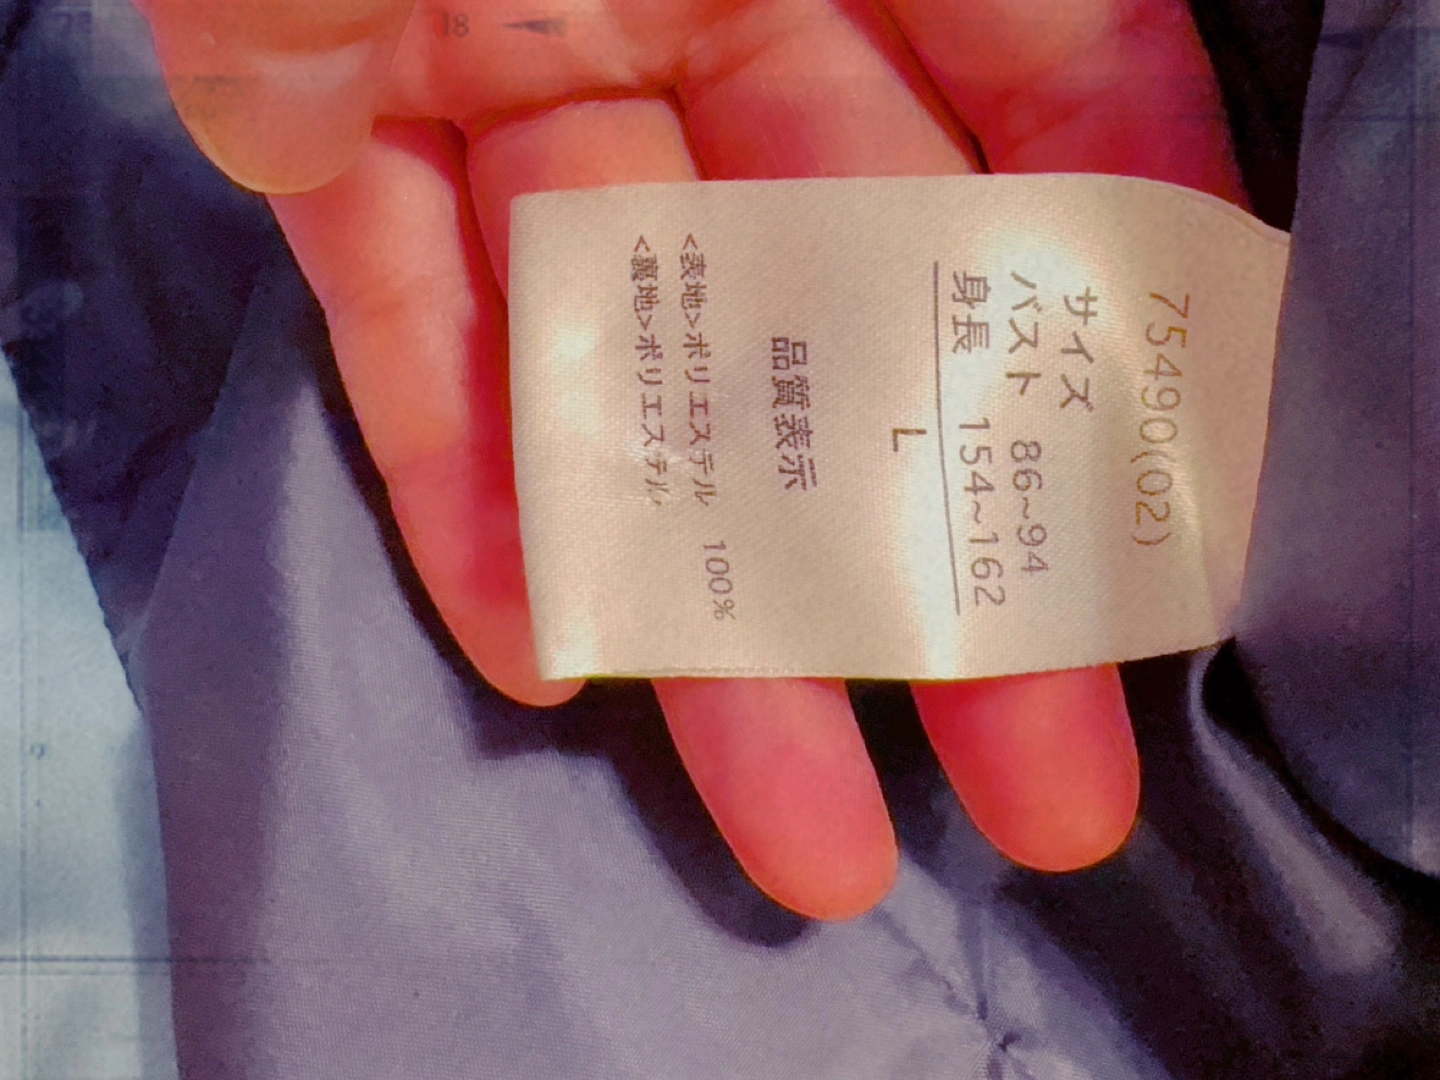 75490(02)
サイズ
バスト 86~94
身長 154~162
L
品質表示
<表地>ポリエステル 100%
<裏地>ポリエステル
18